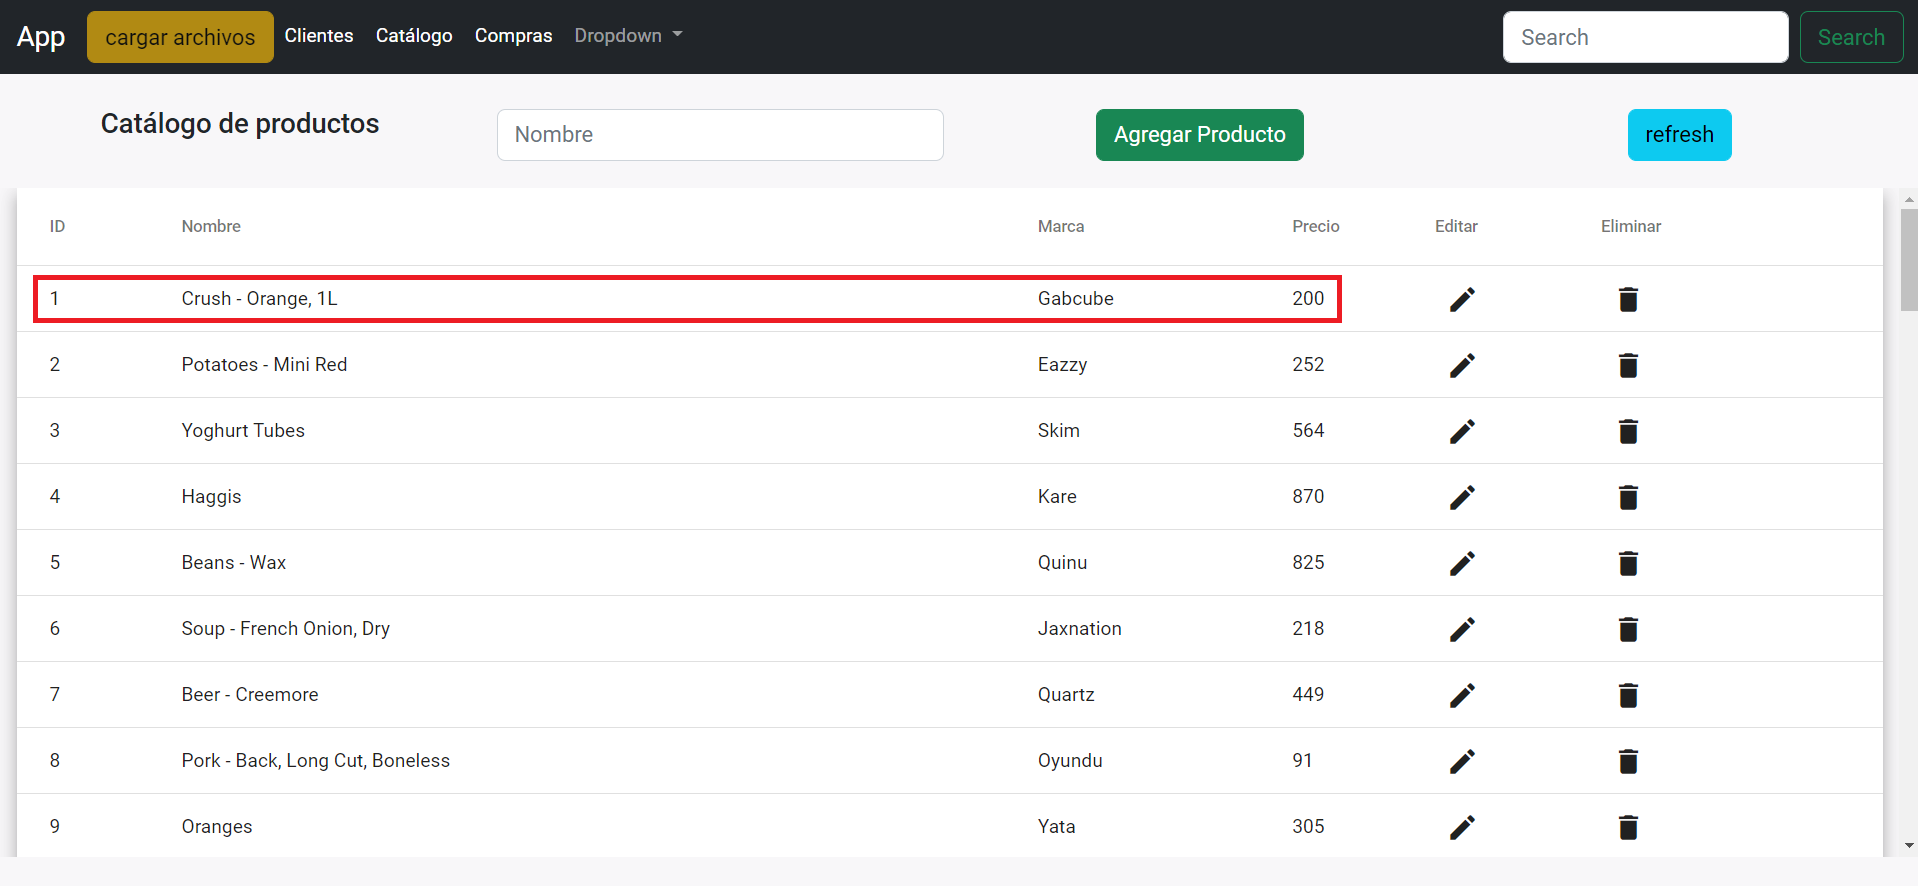 App cargar archivos Clientes Catálogo Compras Dropdown Search Search
Catálogo de productos Nombre Agregar Producto refresh
ID Nombre Marca Precio Editar Eliminar
1 Crush - Orange, 1L Gabcube 200
2 Potatoes - Mini Red Eazzy 252
3 Yoghurt Tubes Skim 564
4 Haggis Kare 870
5 Beans - Wax Quinu 825
6 Soup - French Onion, Dry Jaxnation 218
7 Beer - Creemore Quartz 449
8 Pork - Back, Long Cut, Boneless Oyundu 91
9 Oranges Yata 305